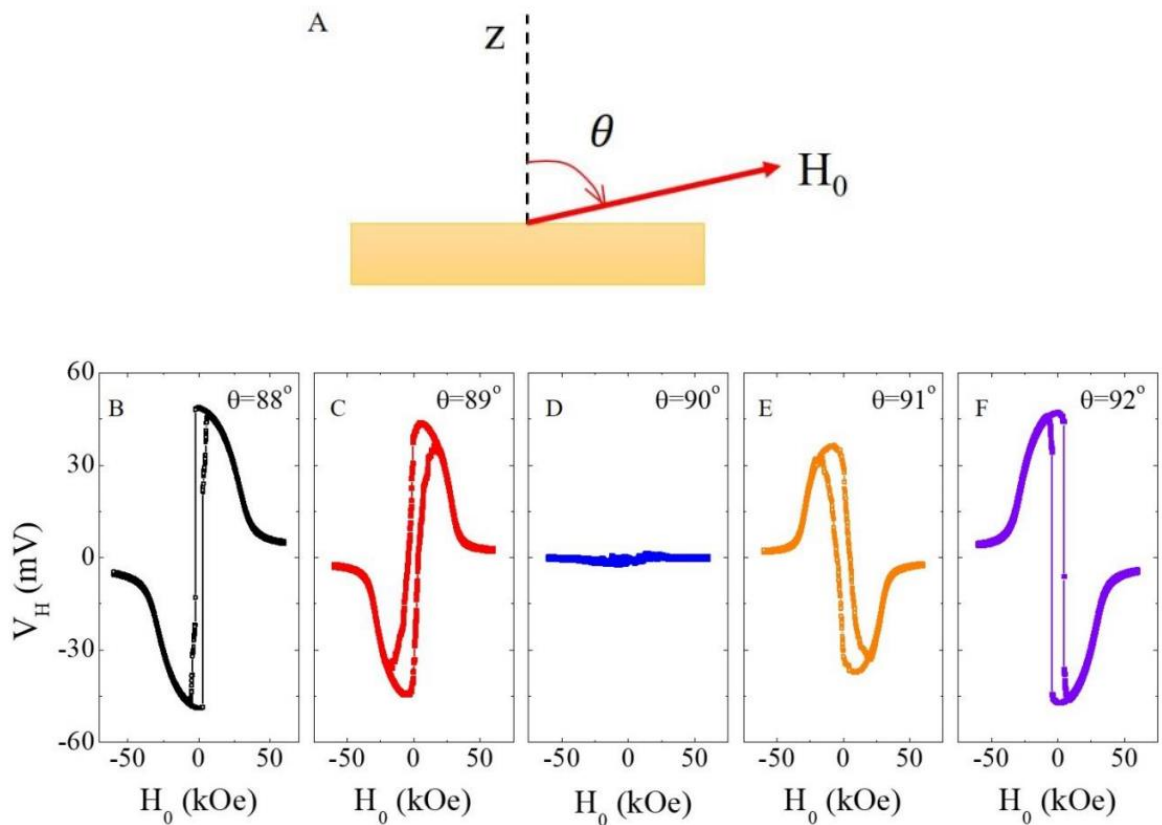 A
Z
θ
H₀
B
θ=88°
C
θ=89°
D
θ=90°
E
θ=91°
F
θ=92°
V_H (mV)
60
30
0
-30
-60
-50 0 50
-50 0 50
-50 0 50
-50 0 50
-50 0 50
H₀ (kOe)
H₀ (kOe)
H₀ (kOe)
H₀ (kOe)
H₀ (kOe)